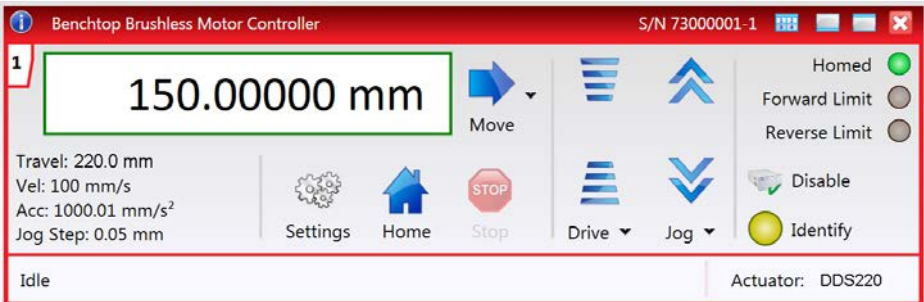 Benchtop Brushless Motor Controller S/N 73000001-1
1
150.00000 mm
Move
Homed
Forward Limit
Reverse Limit
Travel: 220.0 mm
Vel: 100 mm/s
Acc: 1000.01 mm/s²
Jog Step: 0.05 mm
Settings
Home
STOP
Stop
Drive
Jog
Disable
Identify
Idle
Actuator: DDS220